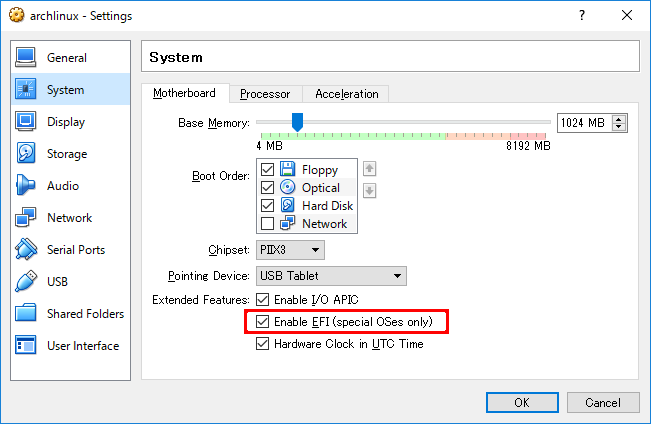 archlinux - Settings
General
System
Display
Storage
Audio
Network
Serial Ports
USB
Shared Folders
User Interface
System
Motherboard Processor Acceleration
Base Memory: 1024 MB
4 MB 8192 MB
Boot Order: Floppy
Optical
Hard Disk
Network
Chipset: PIIX3
Pointing Device: USB Tablet
Extended Features: Enable I/O APIC
Enable EFI (special OSes only)
Hardware Clock in UTC Time
OK Cancel